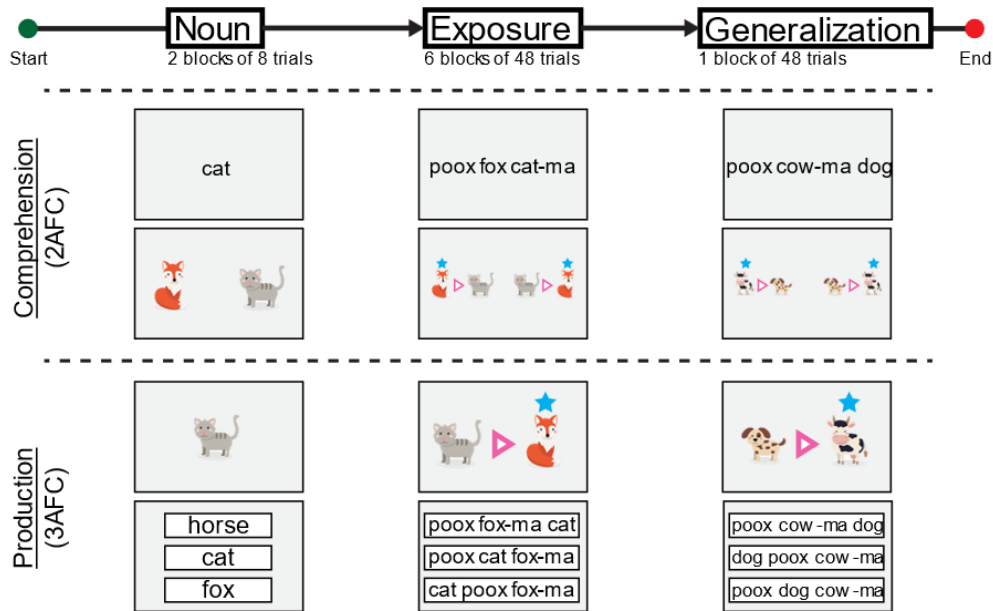 Noun
Exposure
Generalization
Start
2 blocks of 8 trials
6 blocks of 48 trials
1 block of 48 trials
End
Comprehension
(2AFC)
cat
poox fox cat-ma
poox cow-ma dog
Production
(3AFC)
horse
cat
fox
poox fox-ma cat
poox cat fox-ma
cat poox fox-ma
poox cow -ma dog
dog poox cow -ma
poox dog cow -ma